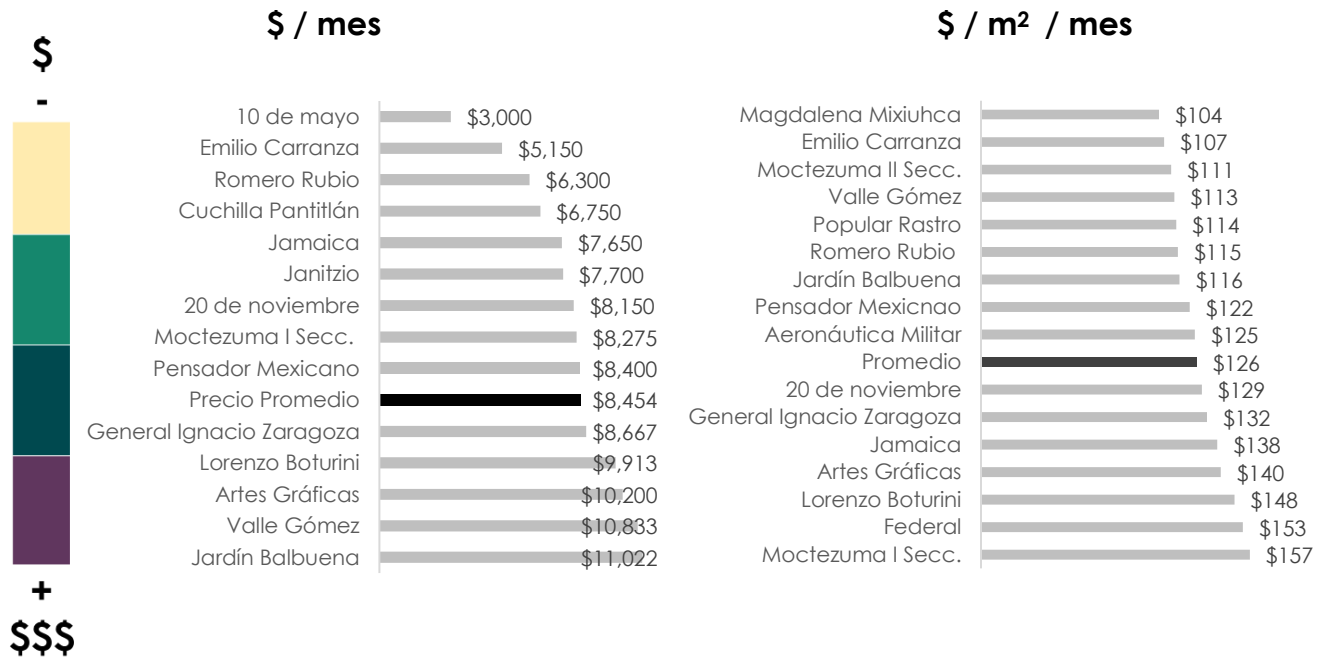 $ / mes
$ / m² / mes
$
-
+
$$$
10 de mayo $3,000
Emilio Carranza $5,150
Romero Rubio $6,300
Cuchilla Pantitlán $6,750
Jamaica $7,650
Janitzio $7,700
20 de noviembre $8,150
Moctezuma I Secc. $8,275
Pensador Mexicano $8,400
Precio Promedio $8,454
General Ignacio Zaragoza $8,667
Lorenzo Boturini $9,913
Artes Gráficas $10,200
Valle Gómez $10,833
Jardín Balbuena $11,022
Magdalena Mixiuhca $104
Emilio Carranza $107
Moctezuma II Secc. $111
Valle Gómez $113
Popular Rastro $114
Romero Rubio $115
Jardín Balbuena $116
Pensador Mexicnao $122
Aeronáutica Militar $125
Promedio $126
20 de noviembre $129
General Ignacio Zaragoza $132
Jamaica $138
Artes Gráficas $140
Lorenzo Boturini $148
Federal $153
Moctezuma I Secc. $157